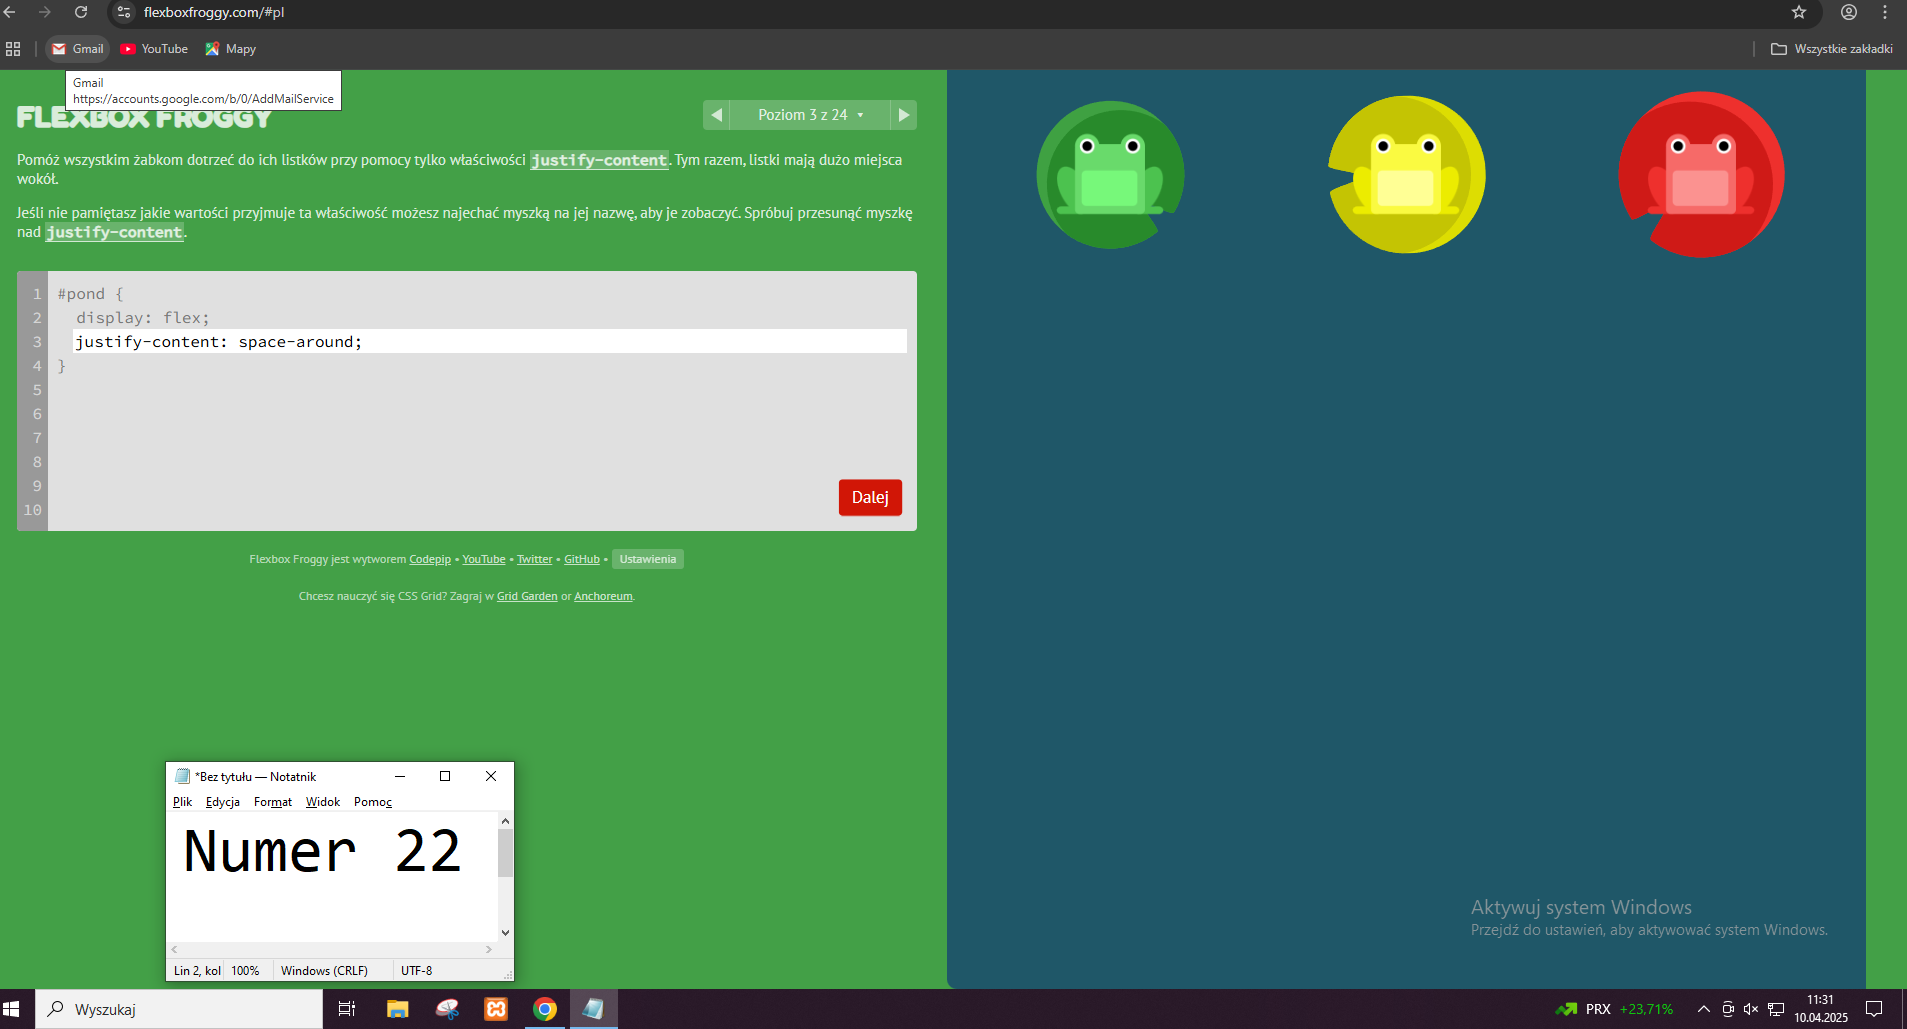 flexboxfroggy.com/#pl
Gmail
YouTube
Mapy
Wszystkie zakładki
Gmail
https://accounts.google.com/b/0/AddMailService
FLEXBOX FROGGY
Poziom 3 z 24
Pomóż wszystkim żabkom dotrzeć do ich listków przy pomocy tylko właściwości justify-content. Tym razem, listki mają dużo miejsca
wokół.
Jeśli nie pamiętasz jakie wartości przyjmuje ta właściwość możesz najechać myszką na jej nazwę, aby je zobaczyć. Spróbuj przesunąć myszkę
nad justify-content.
1 #pond {
2 display: flex;
3 justify-content: space-around;
4 }
5
6
7
8
9
10
Dalej
Flexbox Froggy jest wytworem Codepip • YouTube • Twitter • GitHub • Ustawienia
Chcesz nauczyć się CSS Grid? Zagraj w Grid Garden or Anchoreum.
*Bez tytułu — Notatnik
Plik Edycja Format Widok Pomoc
Numer 22
Lin 2, kol 100% Windows (CRLF) UTF-8
Aktywuj system Windows
Przejdź do ustawień, aby aktywować system Windows.
Wyszukaj
PRX +23,71%
11:31
10.04.2025